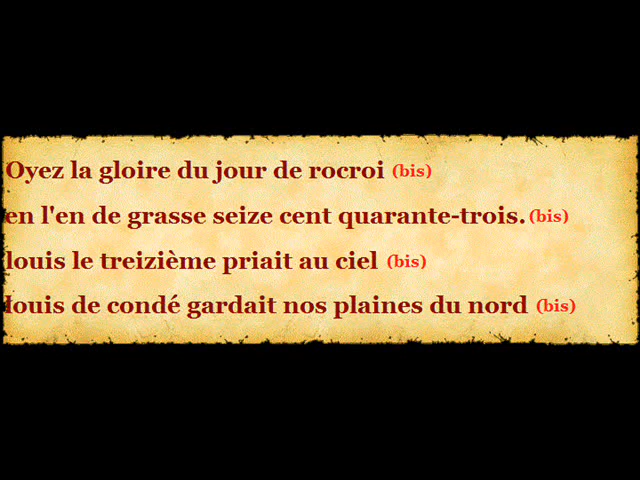 Oyez la gloire du jour de rocroi (bis)
en l'en de grasse seize cent quarante-trois. (bis)
louis le treizième priait au ciel (bis)
louis de condé gardait nos plaines du nord (bis)